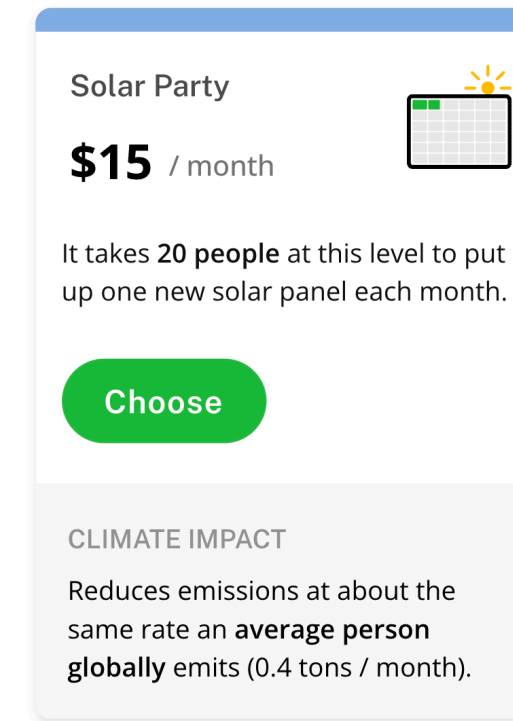 Solar Party
$15 / month
It takes 20 people at this level to put
up one new solar panel each month.
Choose
CLIMATE IMPACT
Reduces emissions at about the
same rate an average person
globally emits (0.4 tons / month).